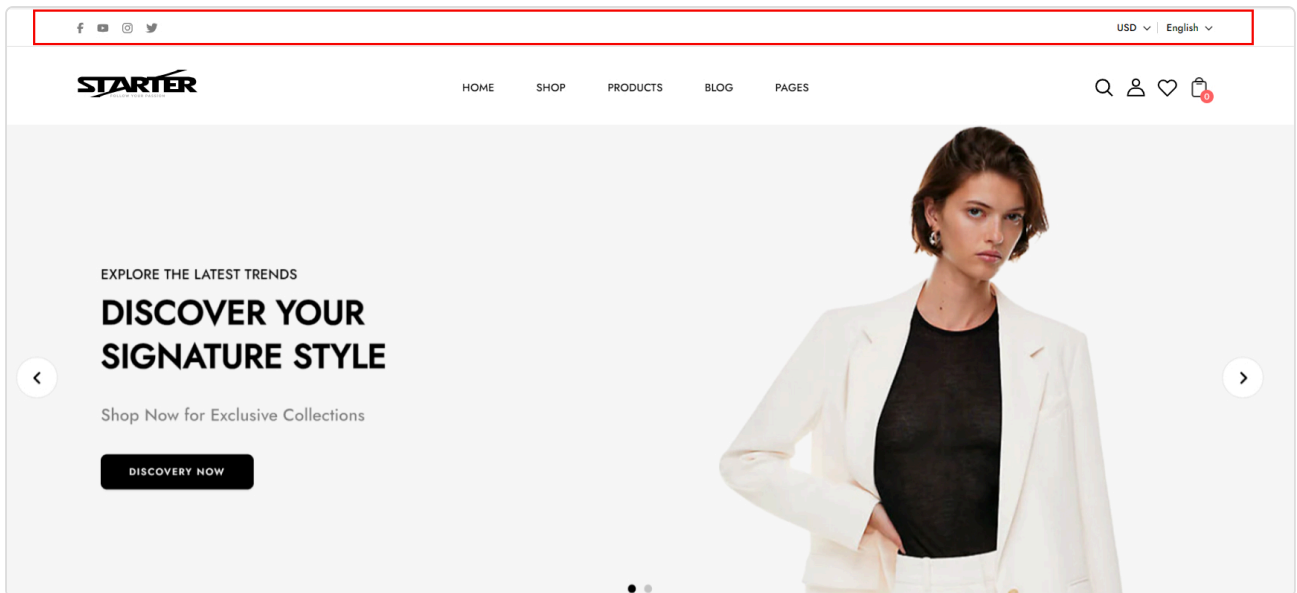 USD English
STARTER
HOME SHOP PRODUCTS BLOG PAGES
0
EXPLORE THE LATEST TRENDS
DISCOVER YOUR
SIGNATURE STYLE
Shop Now for Exclusive Collections
DISCOVERY NOW